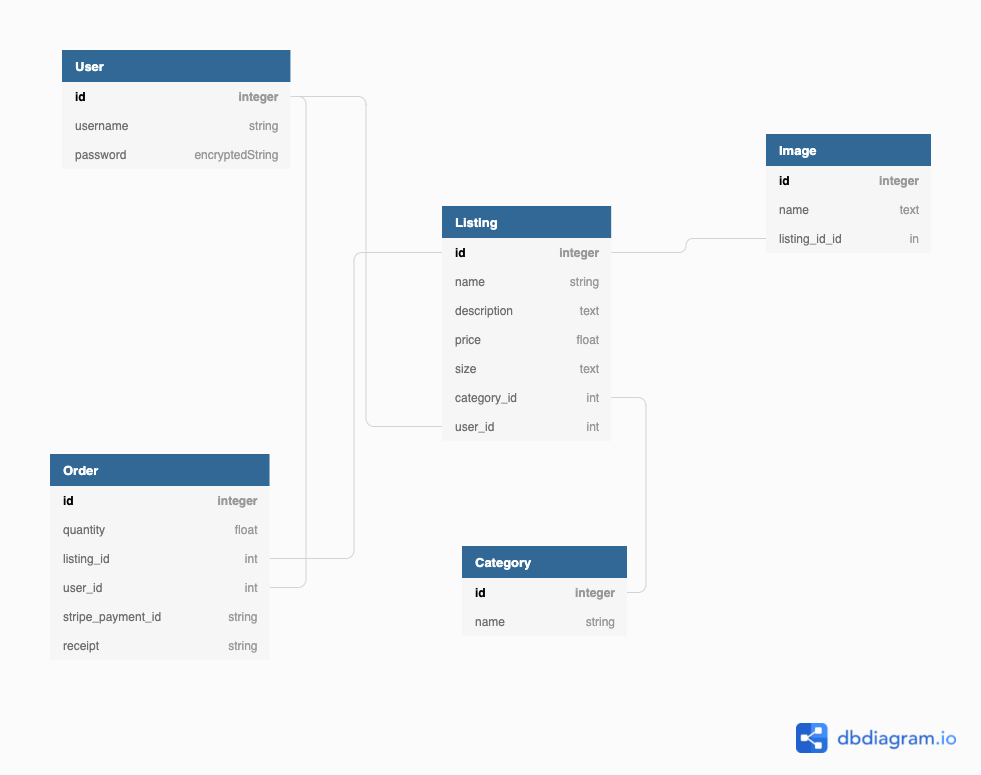 User
id integer
username string
password encryptedString
Image
id integer
name text
listing_id_id in
Listing
id integer
name string
description text
price float
size text
category_id int
user_id int
Order
id integer
quantity float
listing_id int
user_id int
stripe_payment_id string
receipt string
Category
id integer
name string
dbdiagram.io